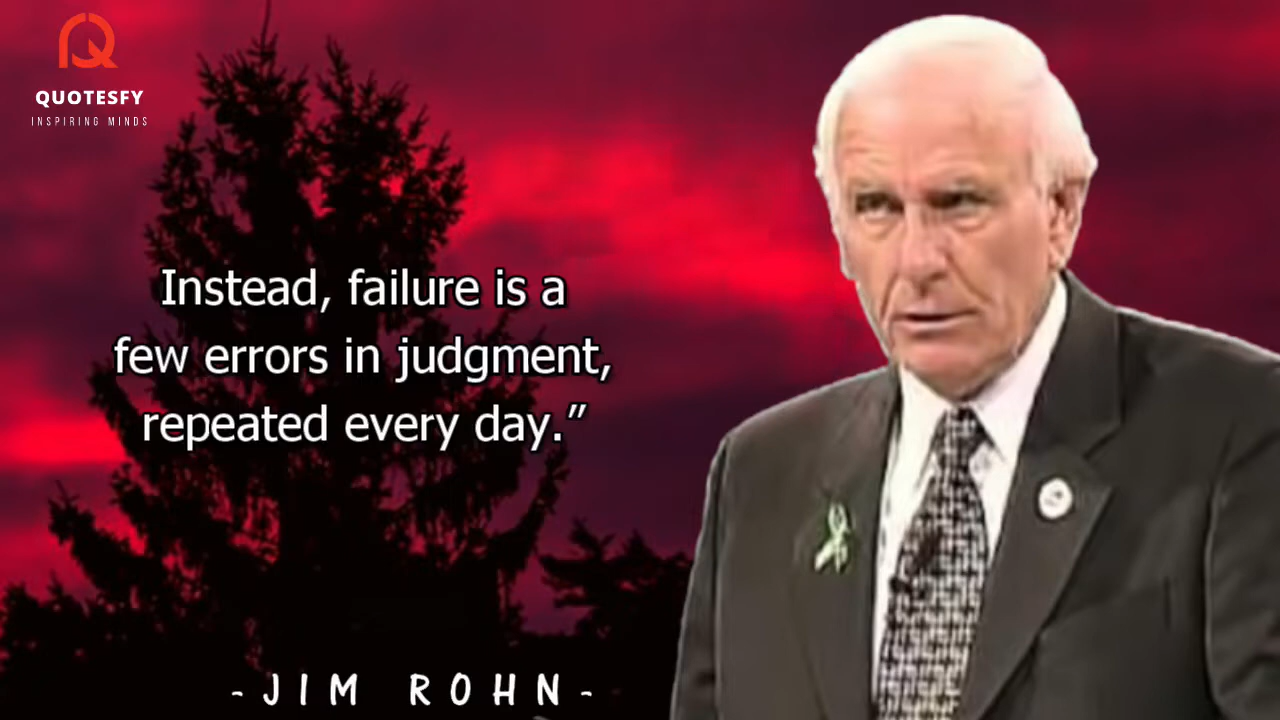 QUOTESFY
INSPIRING MINDS
Instead, failure is a
few errors in judgment,
repeated every day.”
-JIM ROHN-